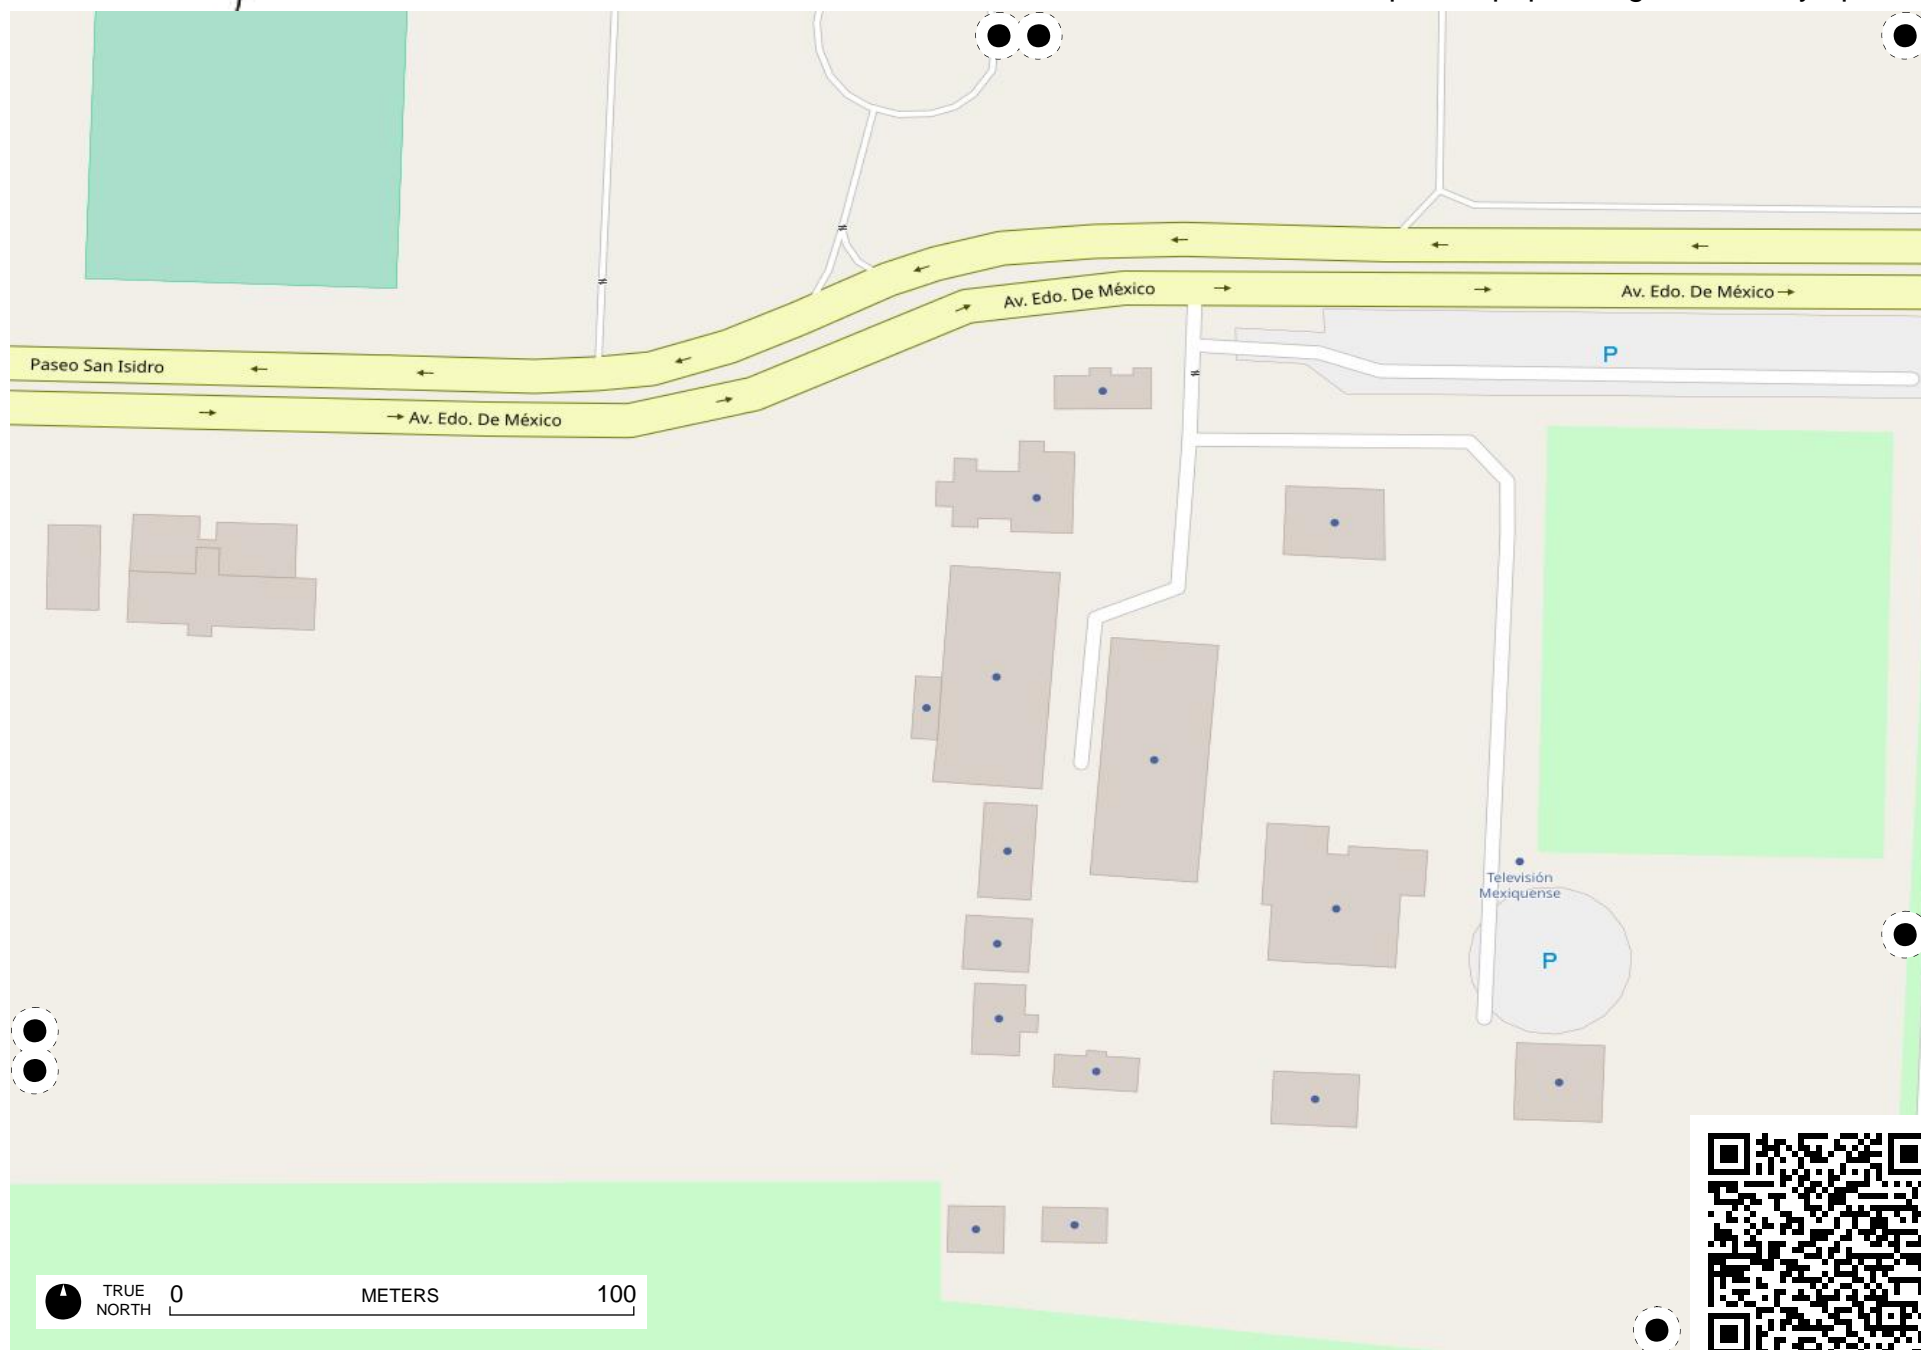 Av. Edo. De México
Av. Edo. De México
P
Paseo San Isidro
Av. Edo. De México
Televisión
Mexiquense
P
TRUE
NORTH
0
METERS
100